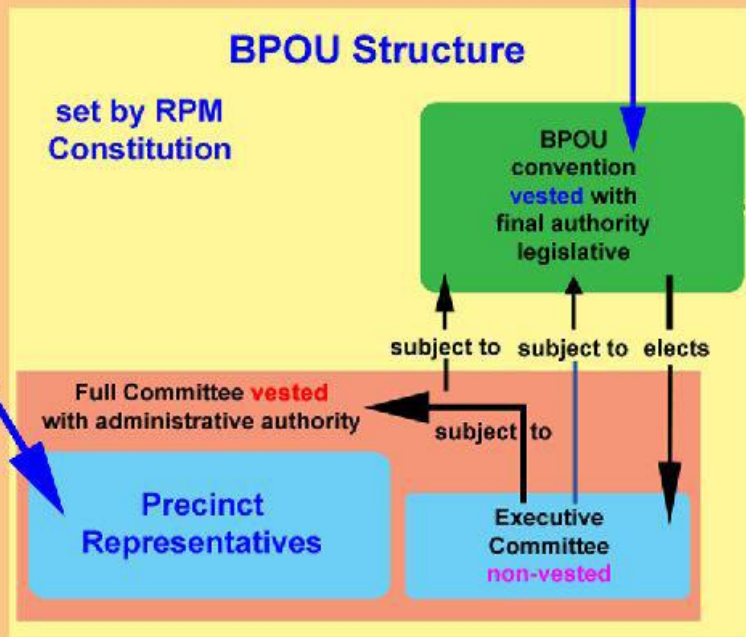 BPOU Structure
set by RPM
Constitution
BPOU
convention
vested with
final authority
legislative
subject to
subject to
elects
Full Committee vested
with administrative authority
subject to
Precinct
Representatives
Executive
Committee
non-vested